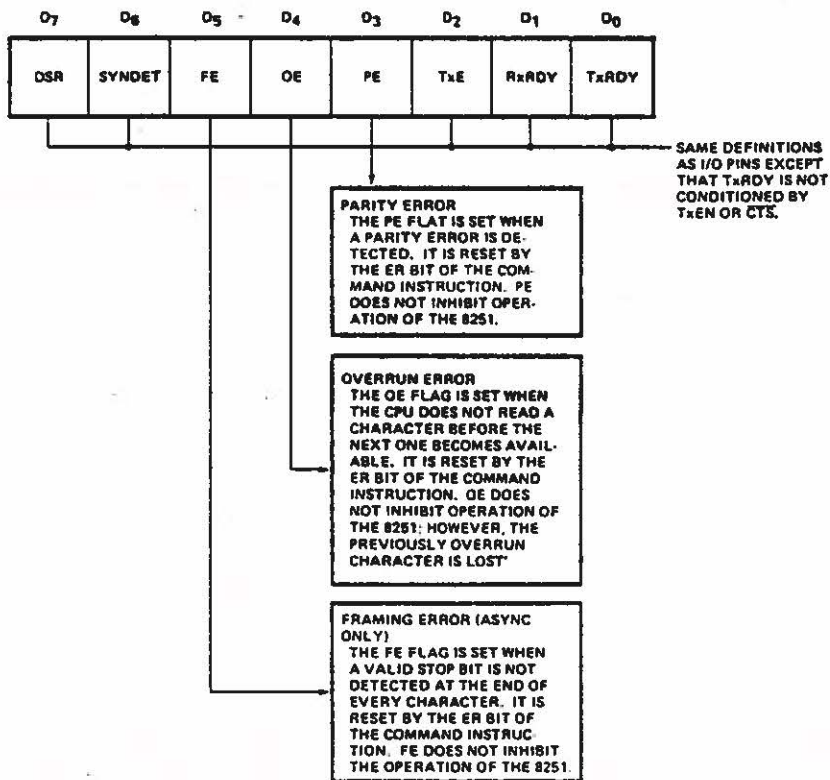 D7 D6 D5 D4 D3 D2 D1 D0
DSR SYNDET FE OE PE TxE RxRDY TxRDY
SAME DEFINITIONS
AS I/O PINS EXCEPT
THAT TxRDY IS NOT
CONDITIONED BY
TxEN OR CTS.
PARITY ERROR
THE PE FLAT IS SET WHEN
A PARITY ERROR IS DE-
TECTED. IT IS RESET BY
THE ER BIT OF THE COM-
MAND INSTRUCTION. PE
DOES NOT INHIBIT OPER-
ATION OF THE 8251.
OVERRUN ERROR
THE OE FLAG IS SET WHEN
THE CPU DOES NOT READ A
CHARACTER BEFORE THE
NEXT ONE BECOMES AVAIL-
ABLE. IT IS RESET BY THE
ER BIT OF THE COMMAND
INSTRUCTION. OE DOES
NOT INHIBIT OPERATION OF
THE 8251; HOWEVER, THE
PREVIOUSLY OVERRUN
CHARACTER IS LOST'
FRAMING ERROR (ASYNC
ONLY)
THE FE FLAG IS SET WHEN
A VALID STOP BIT IS NOT
DETECTED AT THE END OF
EVERY CHARACTER. IT IS
RESET BY THE ER BIT OF
THE COMMAND INSTRUC-
TION. FE DOES NOT INHIBIT
THE OPERATION OF THE 8251.